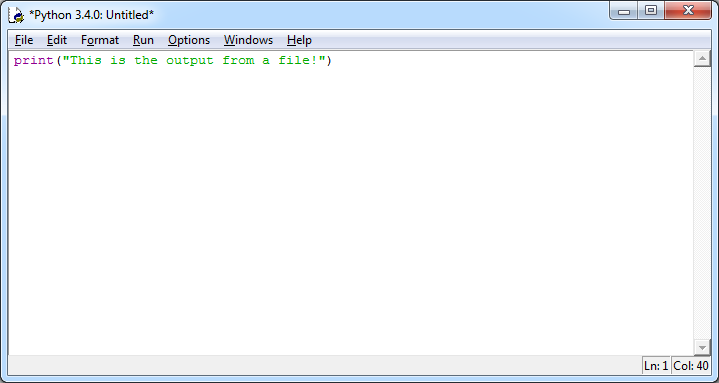 *Python 3.4.0: Untitled*
File Edit Format Run Options Windows Help
print("This is the output from a file!")
Ln: 1 Col: 40